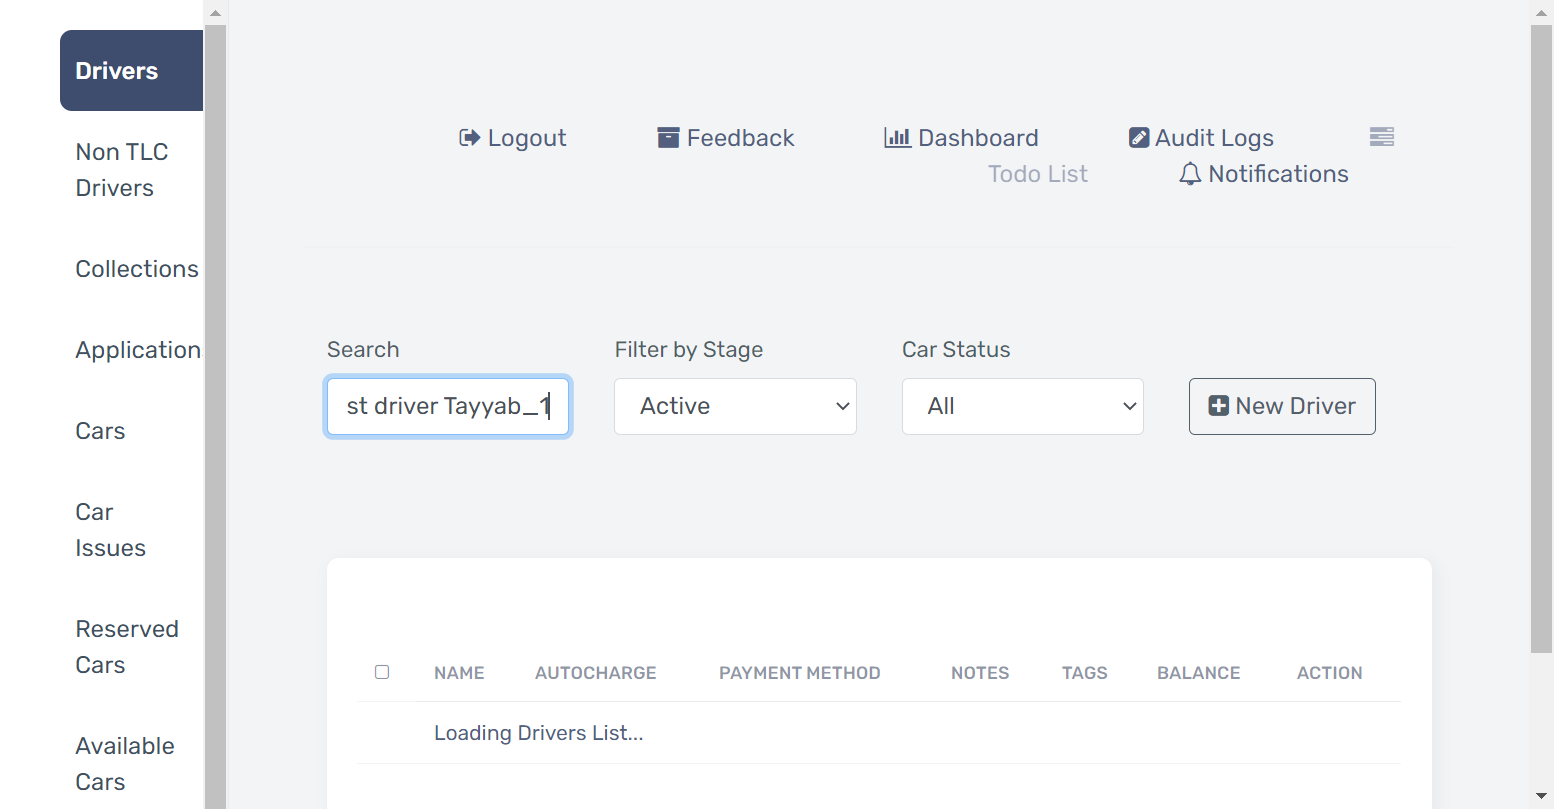 Drivers
Non TLC
Drivers
Collections
Application
Cars
Car
Issues
Reserved
Cars
Available
Cars
Logout
Feedback
Dashboard
Audit Logs
Todo List
Notifications
Search
Filter by Stage
Car Status
st driver Tayyab_1
Active
All
New Driver
NAME AUTOCHARGE PAYMENT METHOD NOTES TAGS BALANCE ACTION
Loading Drivers List...